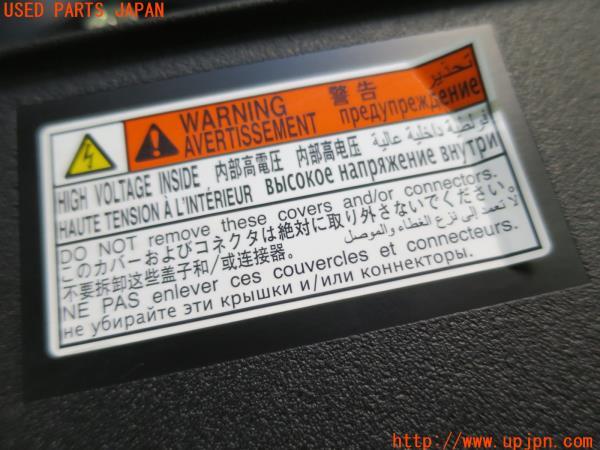 USED PARTS JAPAN
WARNING 警告 تحذير
AVERTISSEMENT предупреждение
HIGH VOLTAGE INSIDE 内部高電圧 内部高电压 فولطية داخلية عالية
HAUTE TENSION À L'INTÉRIEUR высокое напряжение внутри
DO NOT remove these covers and/or connectors.
このカバーおよびコネクタは絶対に取り外さないでください。
不要拆卸这些盖子和/或连接器。 لا تعمد إلى نزع الغطاء والموصل.
NE PAS enlever ces couvercles et connecteurs.
не убирайте эти крышки и/или коннекторы.
http://www.upjpn.com/